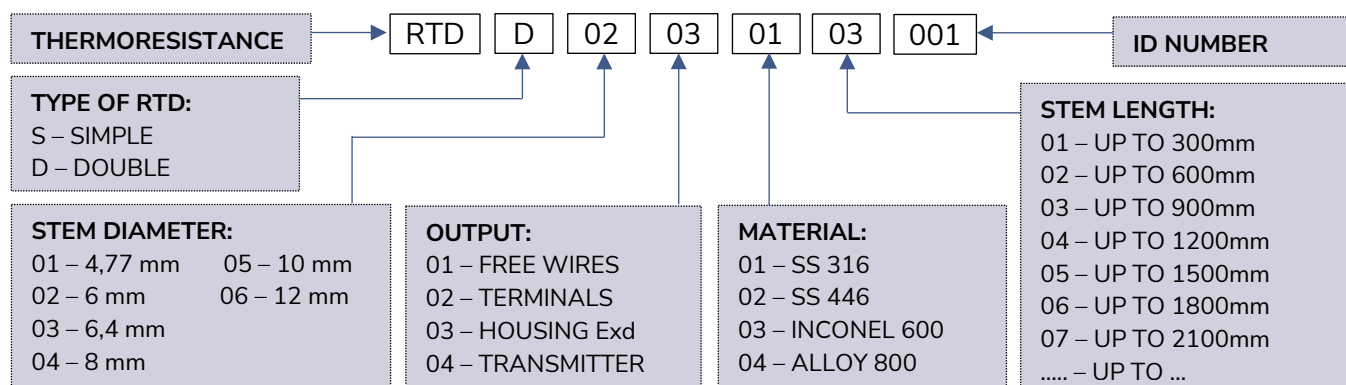 THERMORESISTANCE
RTD D 02 03 01 03 001
ID NUMBER
TYPE OF RTD:
S – SIMPLE
D – DOUBLE
STEM DIAMETER:
01 – 4,77 mm 05 – 10 mm
02 – 6 mm 06 – 12 mm
03 – 6,4 mm
04 – 8 mm
OUTPUT:
01 – FREE WIRES
02 – TERMINALS
03 – HOUSING Exd
04 – TRANSMITTER
MATERIAL:
01 – SS 316
02 – SS 446
03 – INCONEL 600
04 – ALLOY 800
STEM LENGTH:
01 – UP TO 300mm
02 – UP TO 600mm
03 – UP TO 900mm
04 – UP TO 1200mm
05 – UP TO 1500mm
06 – UP TO 1800mm
07 – UP TO 2100mm
..... – UP TO ...